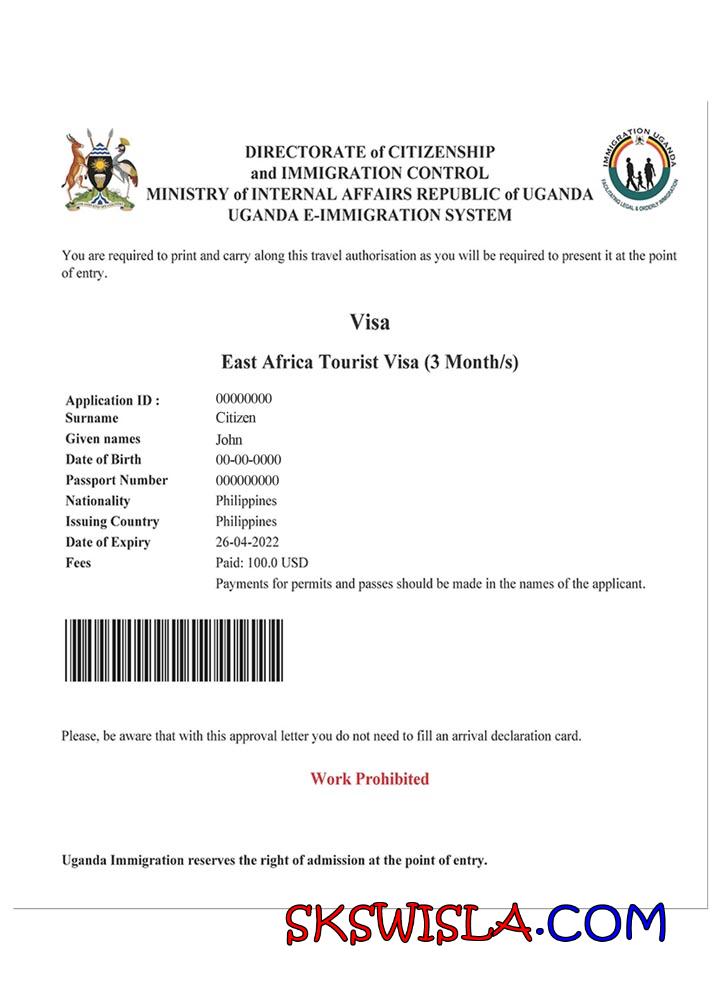 DIRECTORATE of CITIZENSHIP
and IMMIGRATION CONTROL
MINISTRY of INTERNAL AFFAIRS REPUBLIC of UGANDA
UGANDA E-IMMIGRATION SYSTEM
IMMIGRATION UGANDA
FACILITATING LEGAL & ORDERLY IMMIGRATION
You are required to print and carry along this travel authorisation as you will be required to present it at the point
of entry.
Visa
East Africa Tourist Visa (3 Month/s)
Application ID : 00000000
Surname Citizen
Given names John
Date of Birth 00-00-0000
Passport Number 000000000
Nationality Philippines
Issuing Country Philippines
Date of Expiry 26-04-2022
Fees Paid: 100.0 USD
Payments for permits and passes should be made in the names of the applicant.
Please, be aware that with this approval letter you do not need to fill an arrival declaration card.
Work Prohibited
Uganda Immigration reserves the right of admission at the point of entry.
SKSWISLA.COM